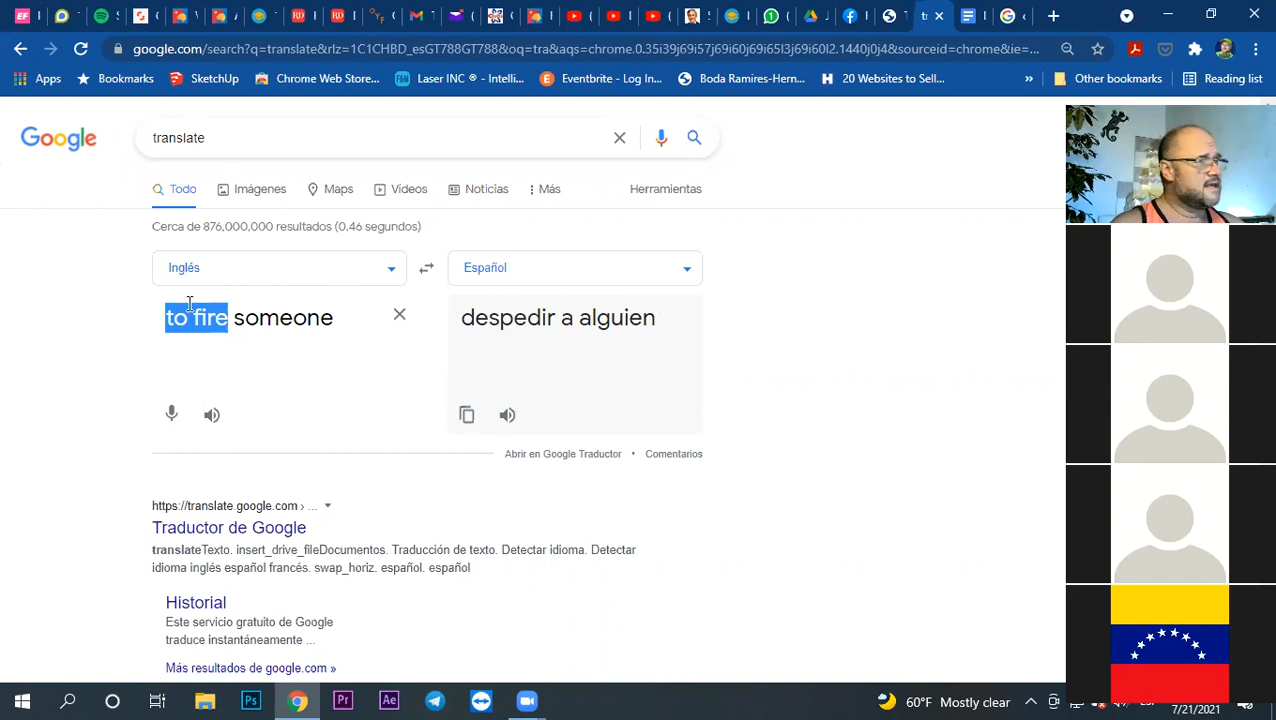 google.com/search?q=translate&rlz=1C1CHBD_esGT788GT788&oq=tra&aqs=chrome.0.35i39j69i57j69i60j69i65l3j69i60l2.1440j0j4&sourceid=chrome&ie=...
Apps Bookmarks SketchUp Chrome Web Store... Laser INC ® – Intelli... Eventbrite - Log In... Boda Ramires-Hern... 20 Websites to Sell... » Other bookmarks Reading list
Google translate
Todo Imágenes Maps Videos Noticias Más Herramientas
Cerca de 876,000,000 resultados (0.46 segundos)
Inglés Español
to fire someone despedir a alguien
Abrir en Google Traductor • Comentarios
https://translate.google.com › ...
Traductor de Google
translateTexto. insert_drive_fileDocumentos. Traducción de texto. Detectar idioma. Detectar
idioma inglés español francés. swap_horiz. español. español
Historial
Este servicio gratuito de Google
traduce instantáneamente ...
Más resultados de google.com »
60°F Mostly clear
7/21/2021